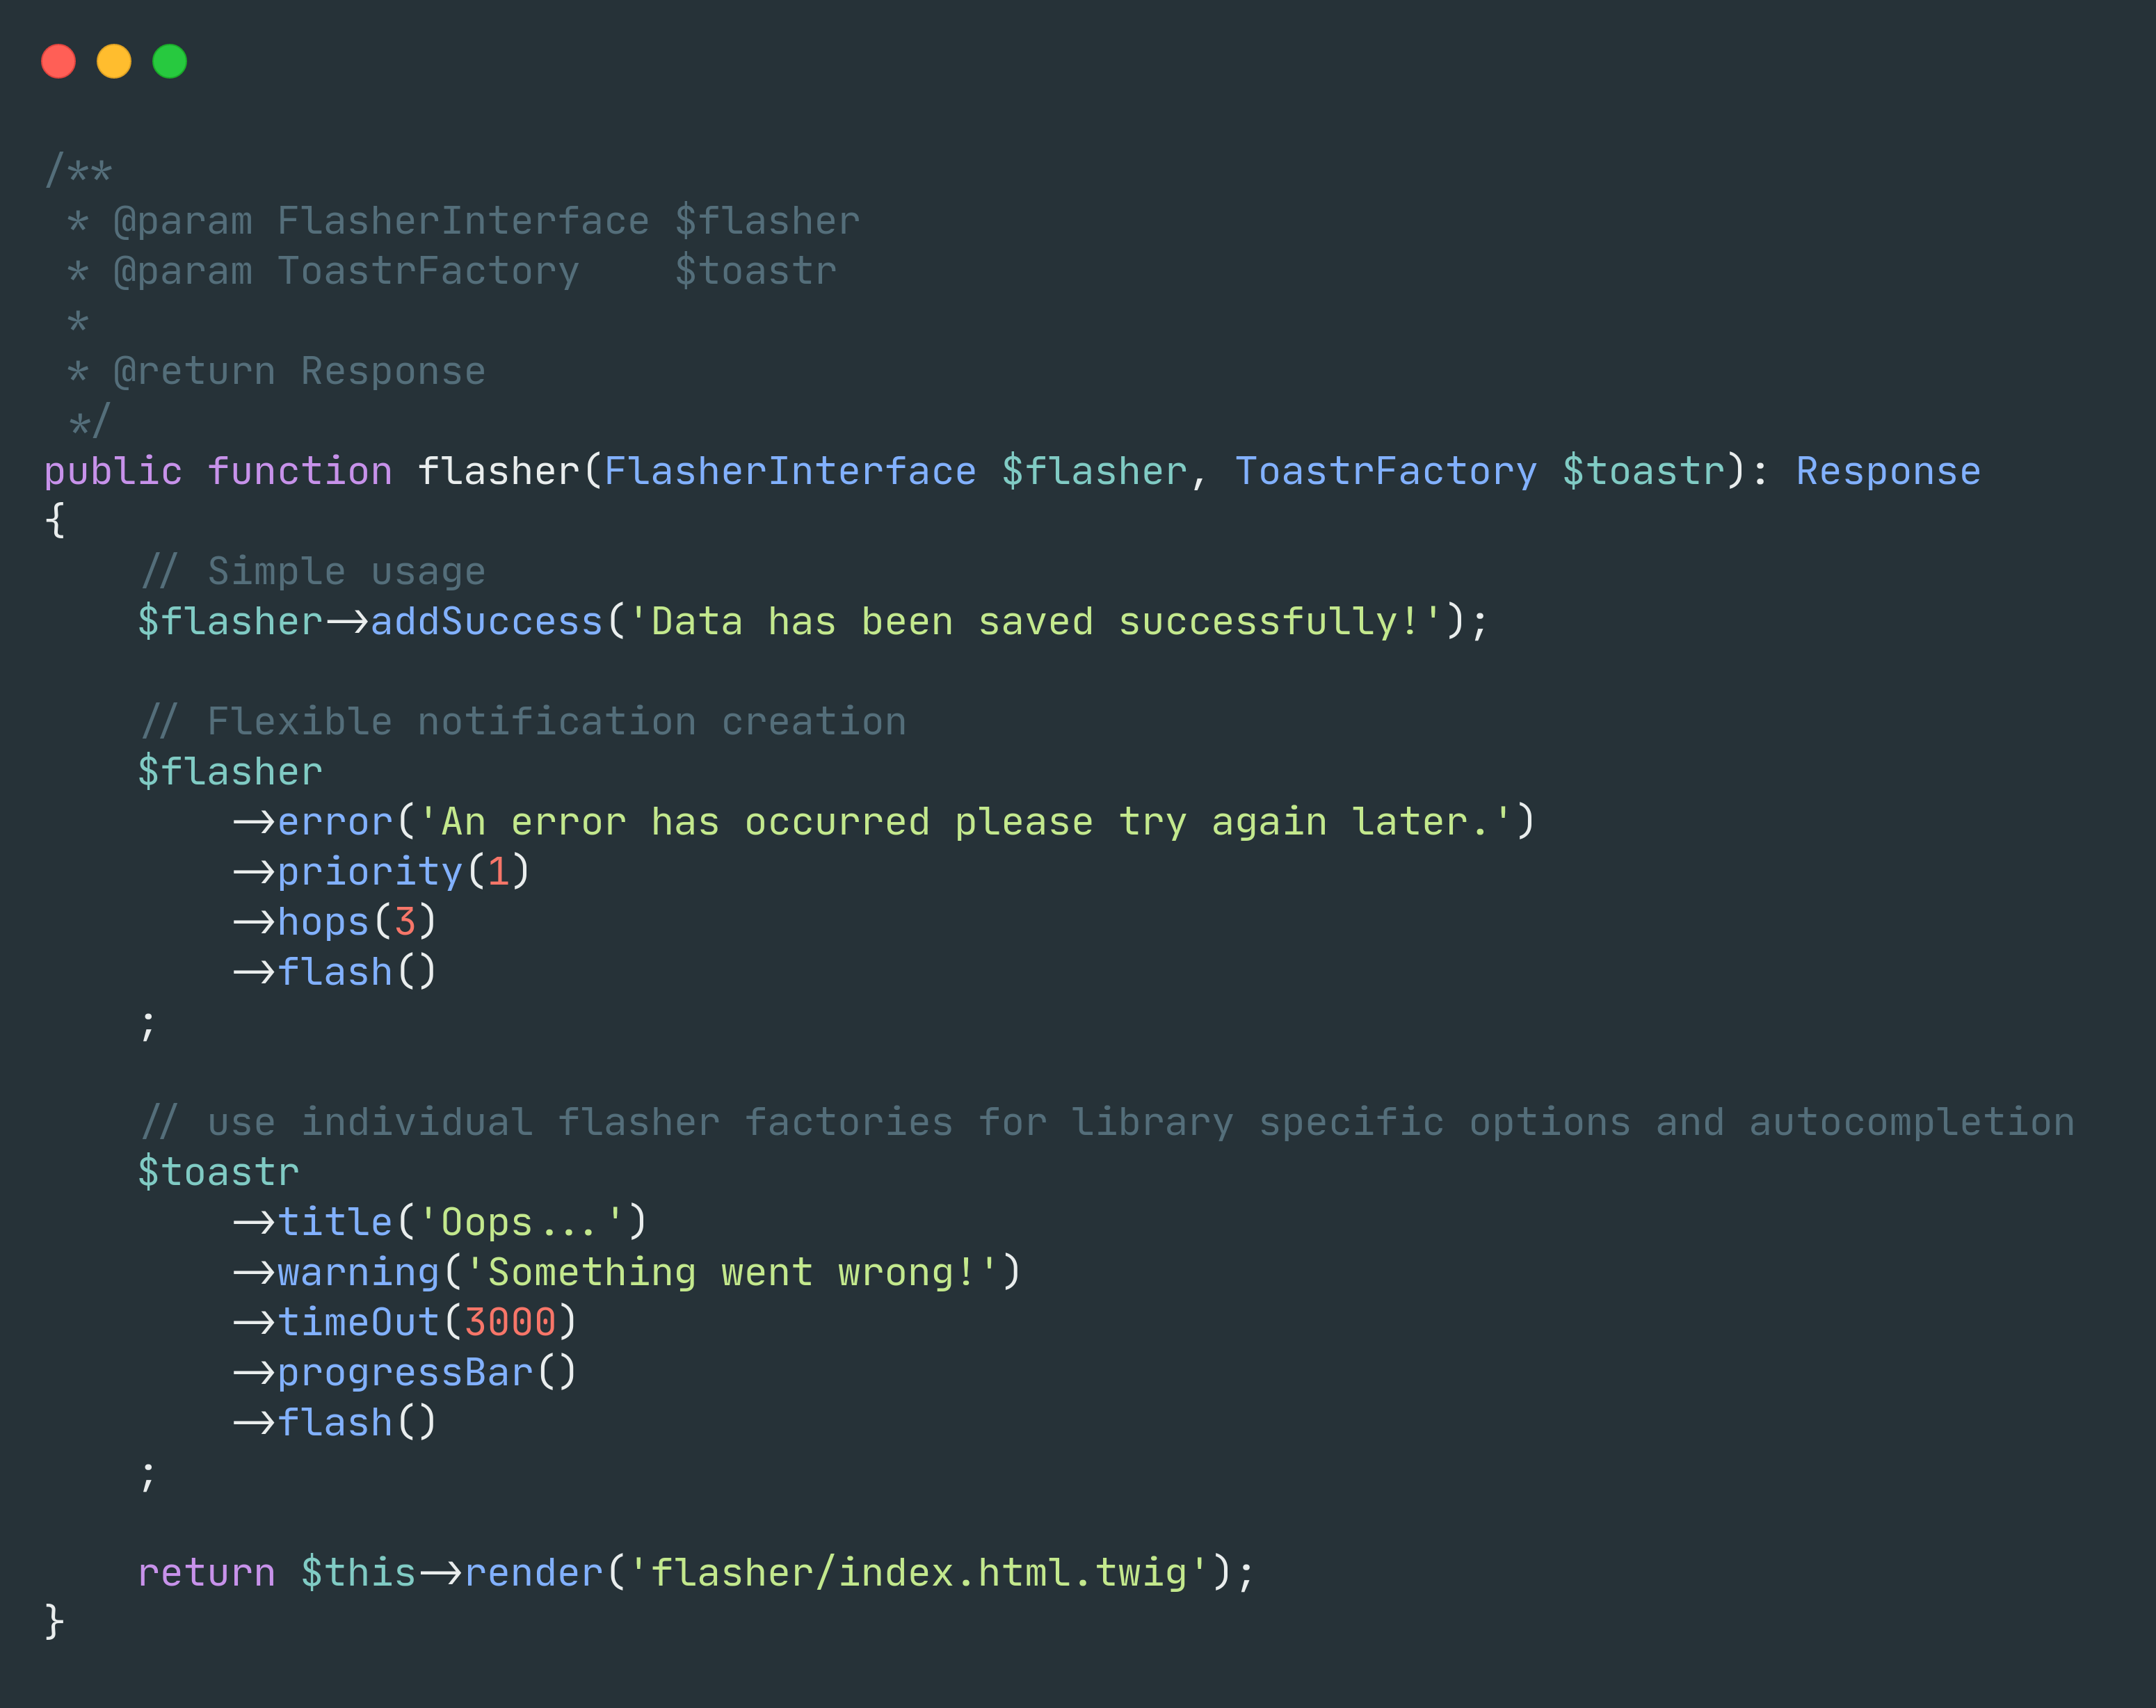 /**
 * @param FlasherInterface $flasher
 * @param ToastrFactory    $toastr
 *
 * @return Response
 */
public function flasher(FlasherInterface $flasher, ToastrFactory $toastr): Response
{
    // Simple usage
    $flasher->addSuccess('Data has been saved successfully!');

    // Flexible notification creation
    $flasher
        ->error('An error has occurred please try again later.')
        ->priority(1)
        ->hops(3)
        ->flash()
    ;

    // use individual flasher factories for library specific options and autocompletion
    $toastr
        ->title('Oops...')
        ->warning('Something went wrong!')
        ->timeOut(3000)
        ->progressBar()
        ->flash()
    ;

    return $this->render('flasher/index.html.twig');
}